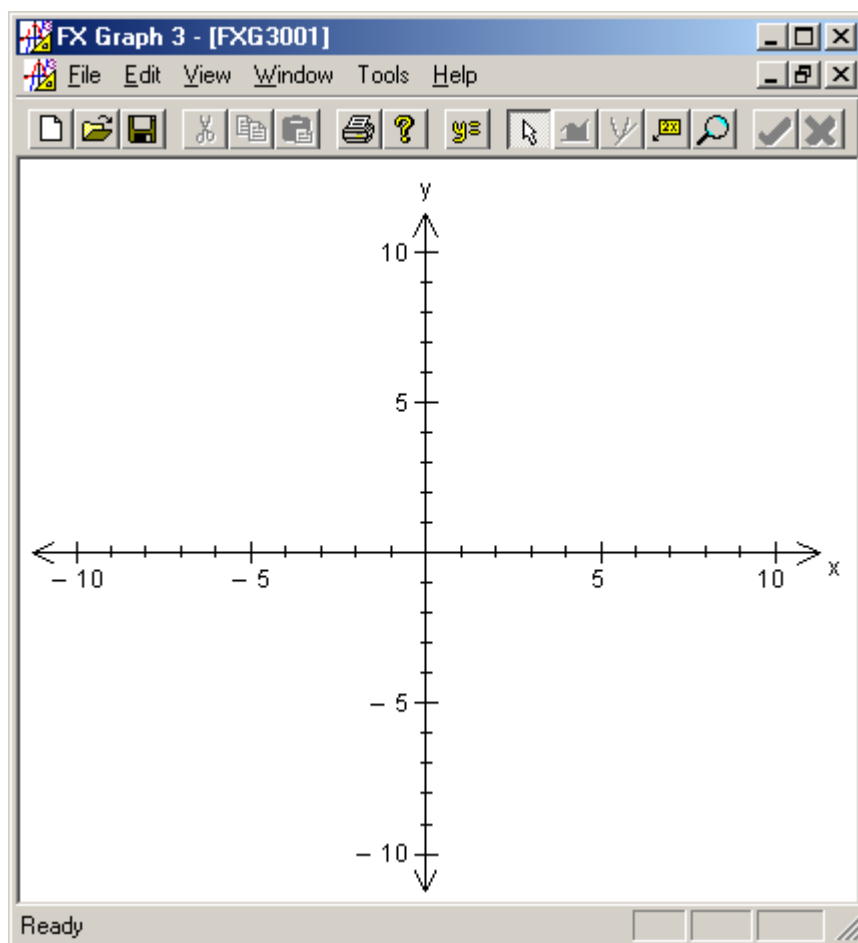 FX Graph 3 - [FXG3001]
File Edit View Window Tools Help
y=
2x
y
10
5
– 10 – 5 5 10 x
– 5
– 10
Ready